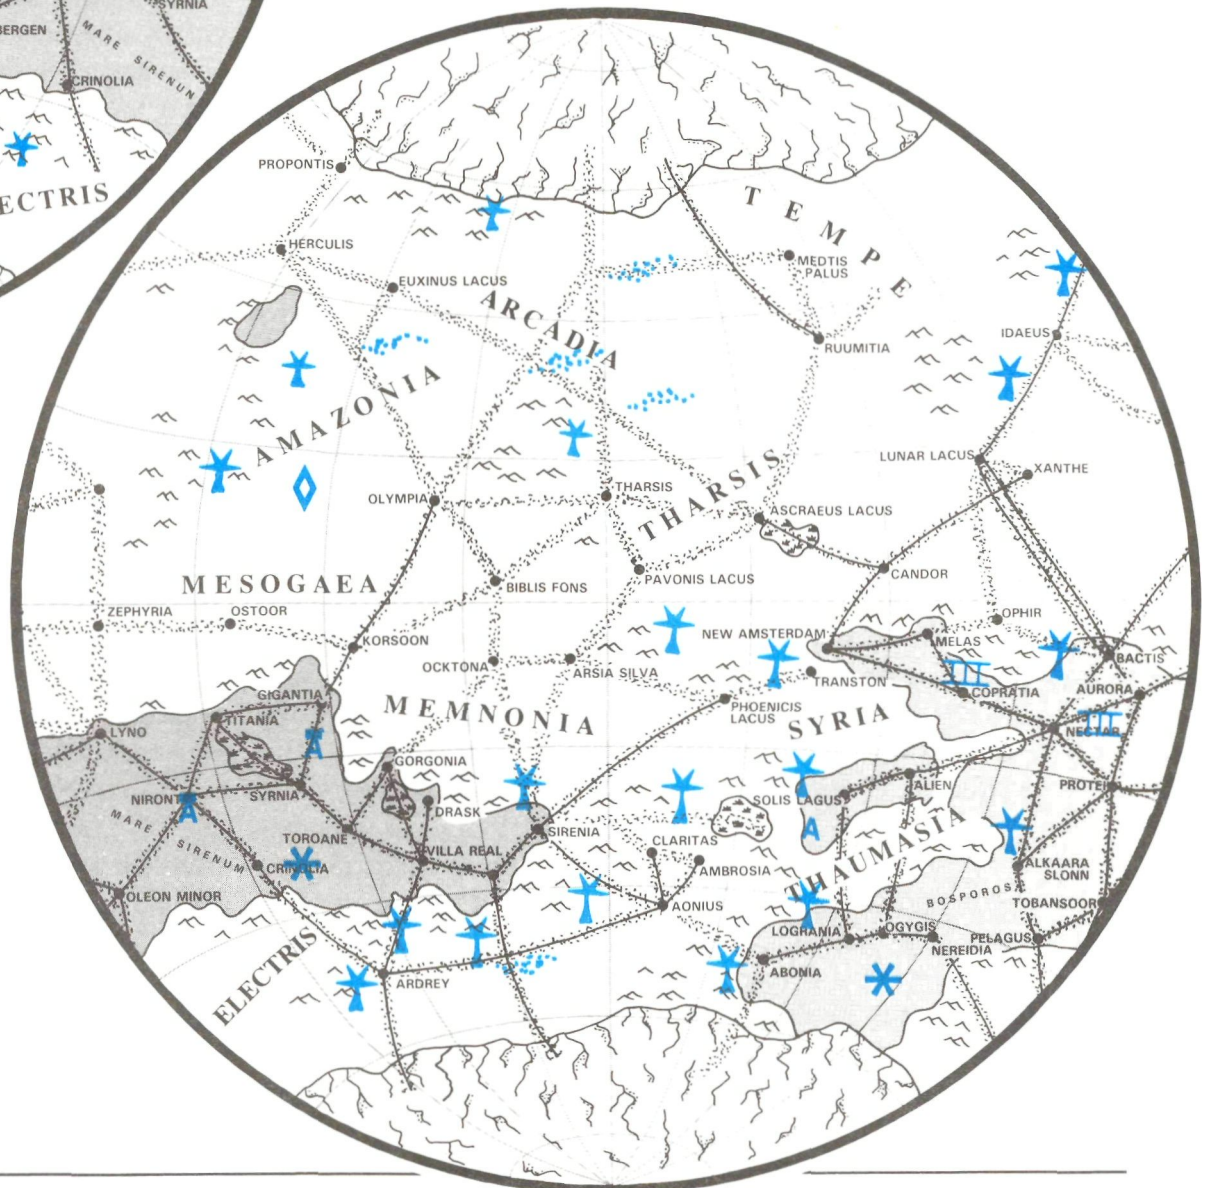 SYRNIA
BERGEN
MARE SIRENUM
CRINOLIA
ECTRIS
PROPONTIS
TEMPE
HERCULIS
MEDTIS
PALUS
EUXINUS LACUS
ARCADIA
IDAEUS
RUUMITIA
AMAZONIA
LUNAR LACUS
XANTHE
OLYMPIA
THARSIS
THARSIS
ASCRAEUS LACUS
CANDOR
MESOGAEA
BIBLIS FONS
PAVONIS LACUS
ZEPHYRIA
OSTOOR
OPHIR
KORSOON
NEW AMSTERDAM
MELAS
OCKTONA
ARSIA SILVA
BACTIS
TRANSTON
GIGANTIA
COPRATIA
AURORA
MEMNONIA
PHOENICIS
LACUS
SYRIA
TITANIA
LYNO
NECTAR
GORGONIA
A
ALIEN
PROTEI
NIRONT
SYRNIA
A
DRASK
SOLIS LAGUS
MARE SIRENUM
TOROANE
SIRENIA
CLARITAS
A
THAUMASIA
VILLA REAL
AMBROSIA
ALKAARA
SLONN
CRINOLIA
OLEON MINOR
BOSPOROS
TOBANSOOR
AONIUS
ELECTRIS
LOGRANIA
OGYGIS
NEREIDIA
PELAGUS
ABONIA
ARDREY